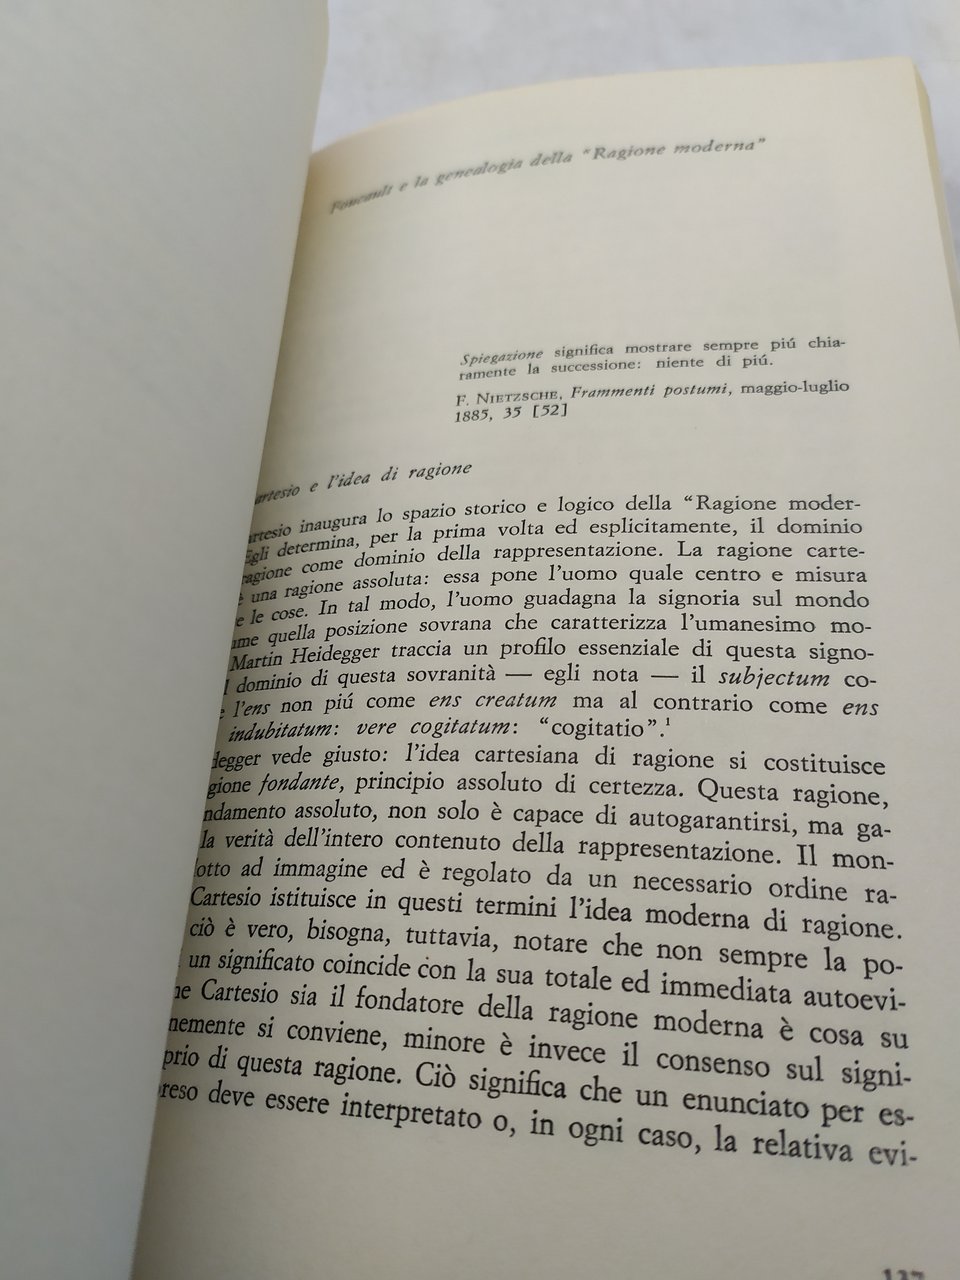 Foucault e la genealogia della "Ragione moderna"
Spiegazione significa mostrare sempre piú chia-
ramente la successione: niente di piú.
F. NIETZSCHE, Frammenti postumi, maggio-luglio
1885, 35 [52]
artesio e l'idea di ragione
rtesio inaugura lo spazio storico e logico della "Ragione moder-
Egli determina, per la prima volta ed esplicitamente, il dominio
ragione come dominio della rappresentazione. La ragione carte-
è una ragione assoluta: essa pone l'uomo quale centro e misura
e le cose. In tal modo, l'uomo guadagna la signoria sul mondo
ume quella posizione sovrana che caratterizza l'umanesimo mo-
Martin Heidegger traccia un profilo essenziale di questa signo-
l dominio di questa sovranità — egli nota — il subjectum co-
e l'ens non piú come ens creatum ma al contrario come ens
indubitatum: vere cogitatum: "cogitatio".¹
degger vede giusto: l'idea cartesiana di ragione si costituisce
gione fondante, principio assoluto di certezza. Questa ragione,
ndamento assoluto, non solo è capace di autogarantirsi, ma ga-
la verità dell'intero contenuto della rappresentazione. Il mon-
lotto ad immagine ed è regolato da un necessario ordine ra-
Cartesio istituisce in questi termini l'idea moderna di ragione.
ciò è vero, bisogna, tuttavia, notare che non sempre la po-
un significato coincide con la sua totale ed immediata autoevi-
he Cartesio sia il fondatore della ragione moderna è cosa su
nemente si conviene, minore è invece il consenso sul signi-
prio di questa ragione. Ciò significa che un enunciato per es-
reso deve essere interpretato o, in ogni caso, la relativa evi-